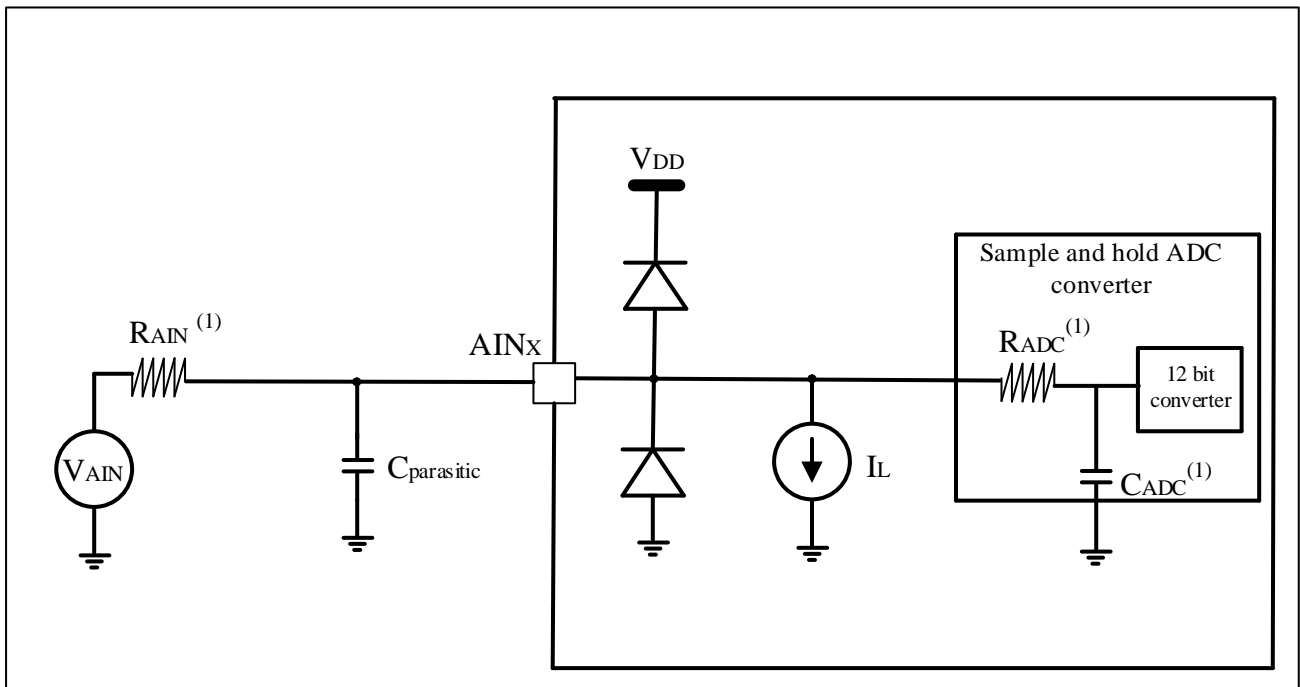 VDD
Sample and hold ADC
converter
RAIN (1)
AINX
RADC(1)
12 bit
converter
VAIN
Cparasitic
IL
CADC(1)